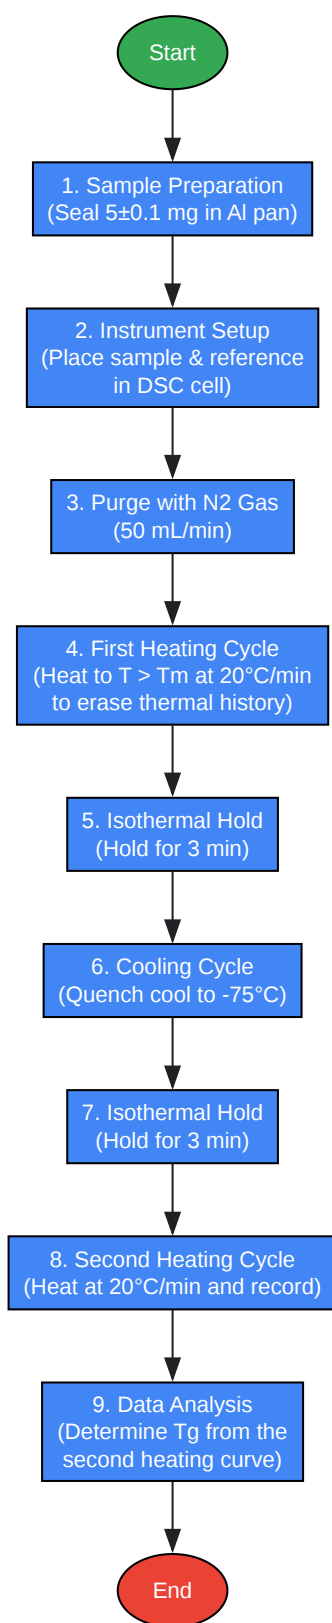 Start
1. Sample Preparation
(Seal 5±0.1 mg in Al pan)
2. Instrument Setup
(Place sample & reference
in DSC cell)
3. Purge with N2 Gas
(50 mL/min)
4. First Heating Cycle
(Heat to T > Tm at 20°C/min
to erase thermal history)
5. Isothermal Hold
(Hold for 3 min)
6. Cooling Cycle
(Quench cool to -75°C)
7. Isothermal Hold
(Hold for 3 min)
8. Second Heating Cycle
(Heat at 20°C/min and record)
9. Data Analysis
(Determine Tg from the
second heating curve)
End